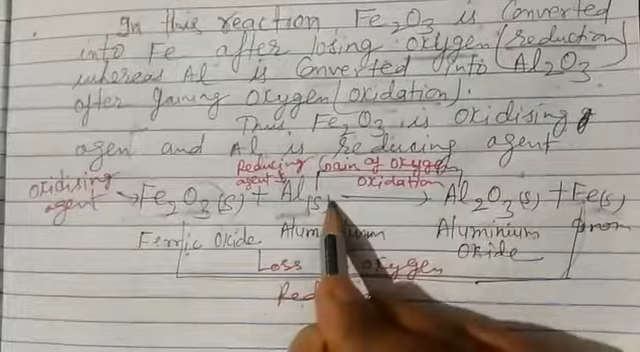 In this reaction Fe2O3 is Converted
into Fe after losing oxygen (reduction)
whereas Al is Converted into Al2O3
after gaining oxygen (oxidation).
Thus, Fe2O3 is oxidising
agen and Al is reducing agent
Reducing agent Gain of oxygen
oxidising agent oxidation
Fe2O3(s) + Al(s) → Al2O3(s) + Fe(s)
Ferric oxide Aluminium Aluminium oxide Iron
Loss oxygen